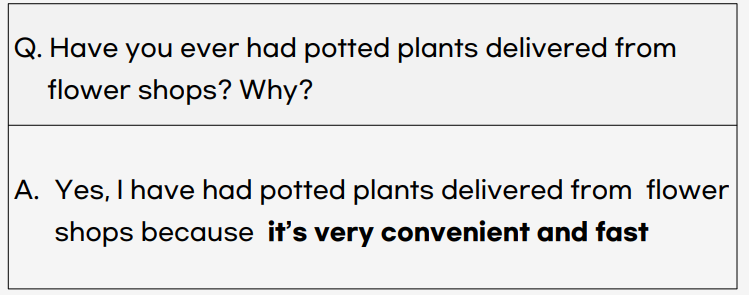 Q. Have you ever had potted plants delivered from
flower shops? Why?
A. Yes, I have had potted plants delivered from flower
shops because it's very convenient and fast